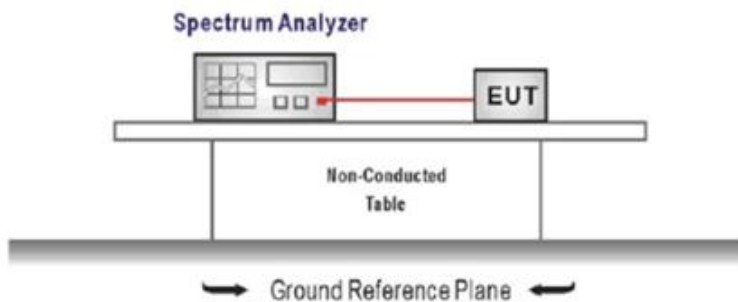 Spectrum Analyzer
EUT
Non-Conducted
Table
Ground Reference Plane